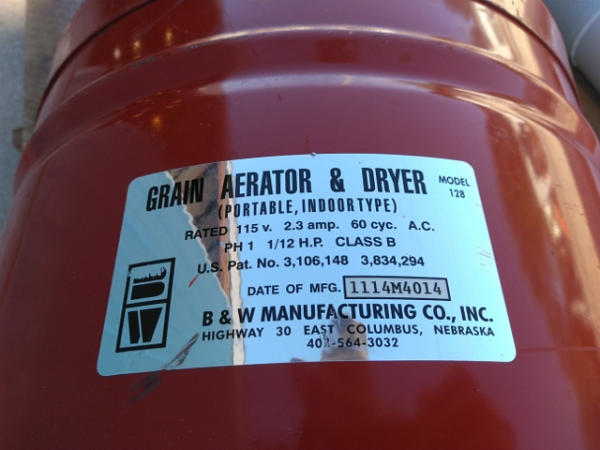 GRAIN AERATOR & DRYER MODEL 128
(PORTABLE, INDOOR TYPE)
RATED 115 v. 2.3 amp. 60 cyc. A.C.
PH 1 1/12 H.P. CLASS B
U.S. Pat. No. 3,106,148 3,834,294
DATE OF MFG. 1114M4014
B & W MANUFACTURING CO., INC.
HIGHWAY 30 EAST COLUMBUS, NEBRASKA
402-564-3032
BW